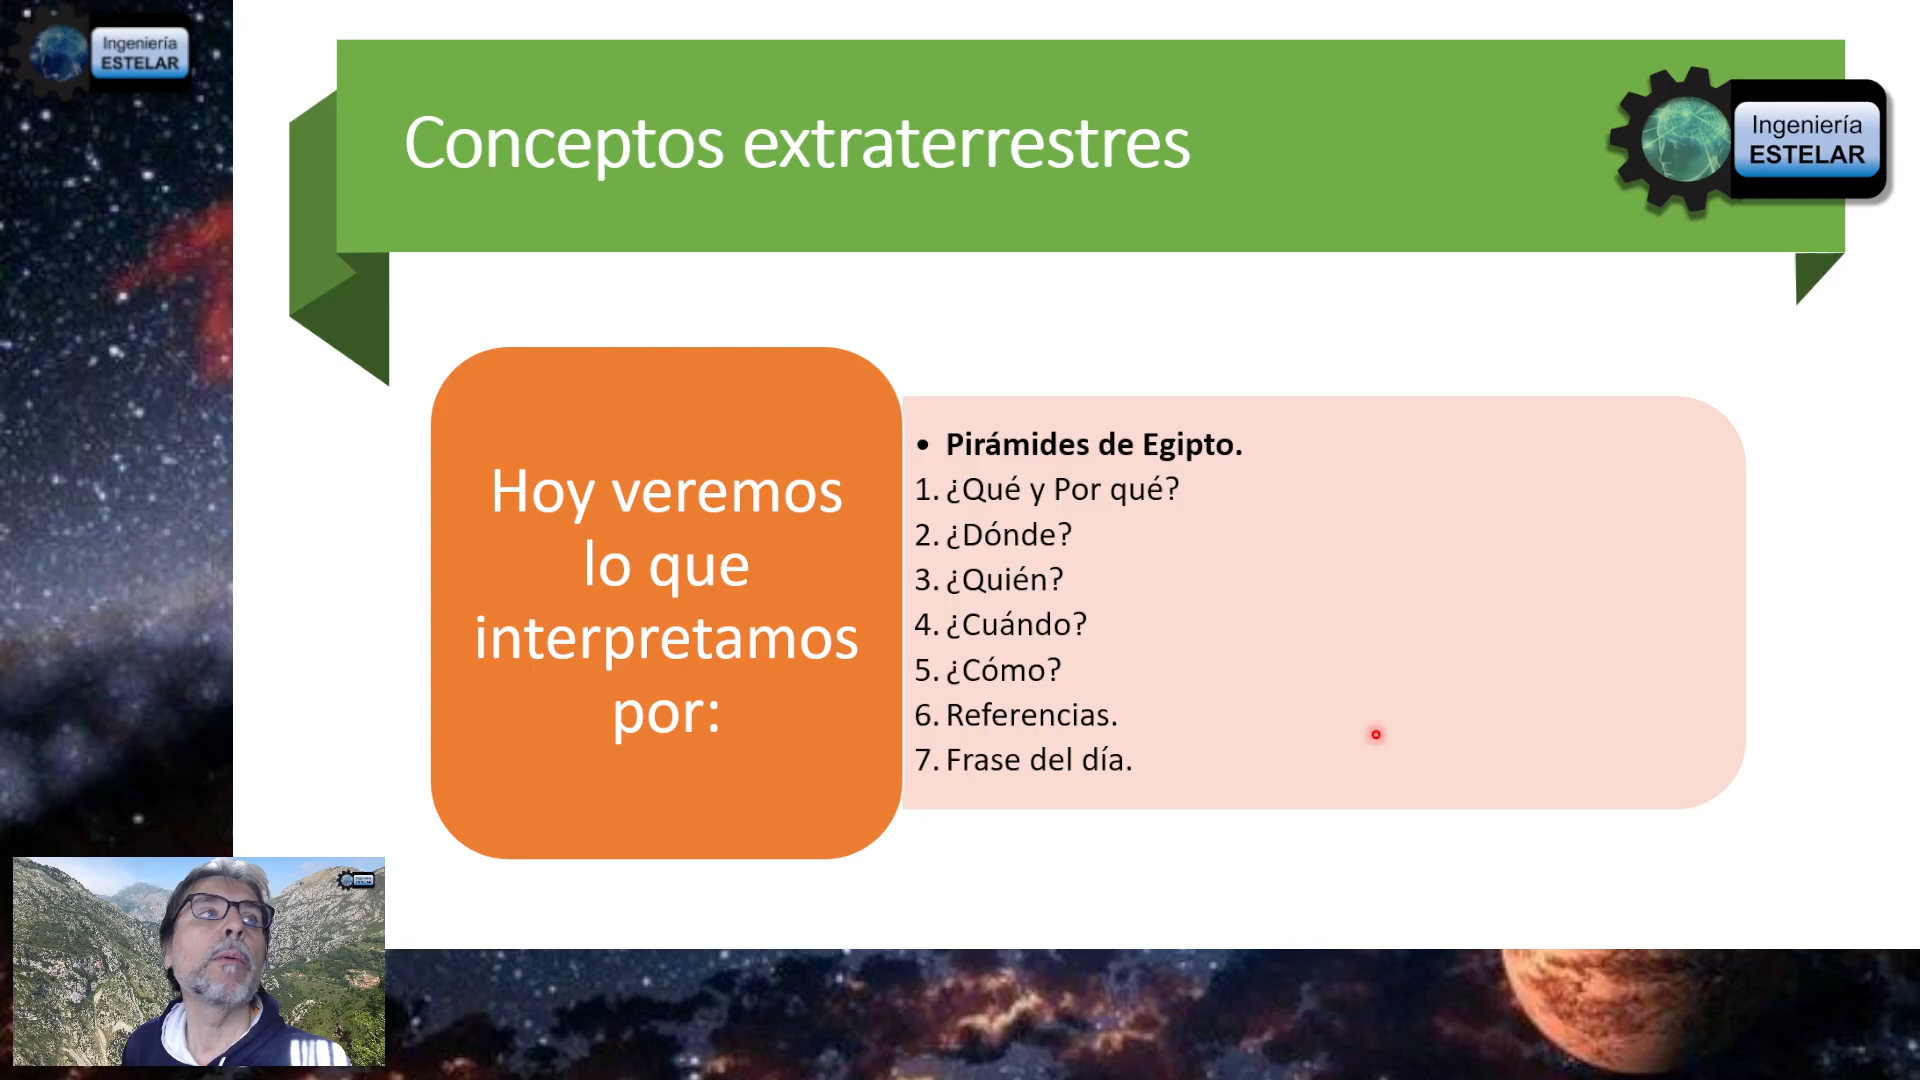 Ingeniería
ESTELAR
Conceptos extraterrestres
Ingeniería
ESTELAR
Hoy veremos
lo que
interpretamos
por:
• Pirámides de Egipto.
1. ¿Qué y Por qué?
2. ¿Dónde?
3. ¿Quién?
4. ¿Cuándo?
5. ¿Cómo?
6. Referencias.
7. Frase del día.